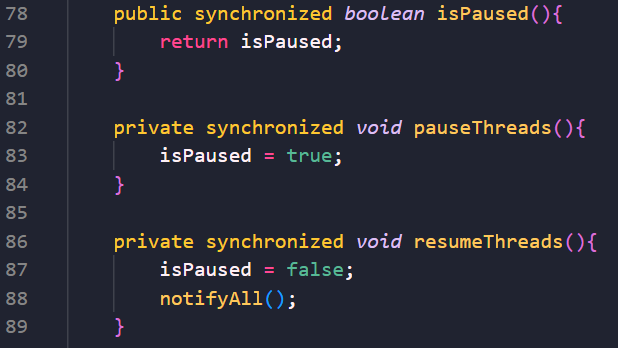 78 public synchronized boolean isPaused(){
79 return isPaused;
80 }
81
82 private synchronized void pauseThreads(){
83 isPaused = true;
84 }
85
86 private synchronized void resumeThreads(){
87 isPaused = false;
88 notifyAll();
89 }